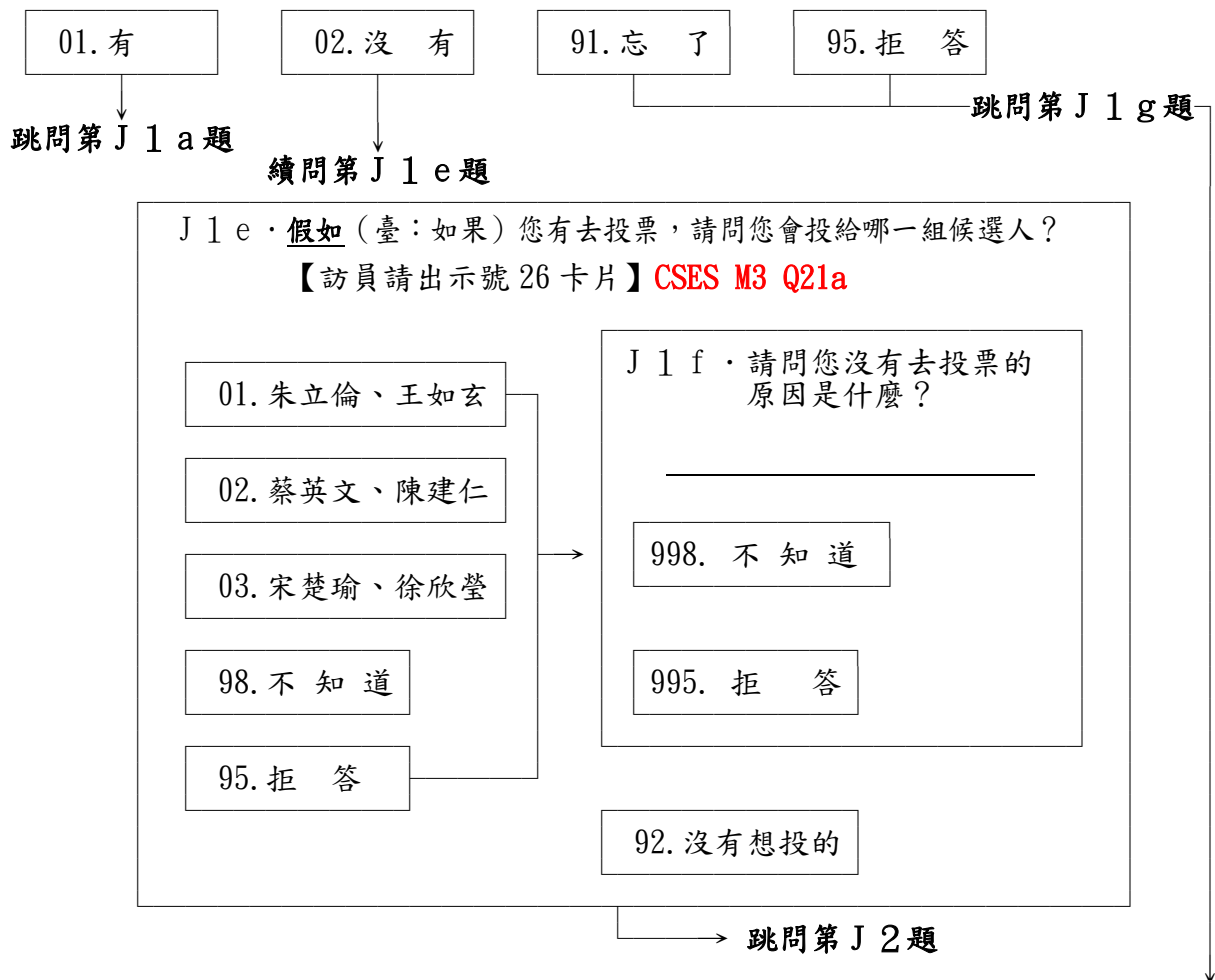 01.有
02.沒 有
91.忘 了
95.拒 答
跳問第J1g題
跳問第J1a題
續問第J1e題
J1e．假如（臺：如果）您有去投票，請問您會投給哪一組候選人？
【訪員請出示號 26 卡片】CSES M3 Q21a
01.朱立倫、王如玄
02.蔡英文、陳建仁
03.宋楚瑜、徐欣瑩
98.不 知 道
95.拒 答
J1f．請問您沒有去投票的
原因是什麼？
998. 不 知 道
995. 拒 答
92.沒有想投的
跳問第J2題